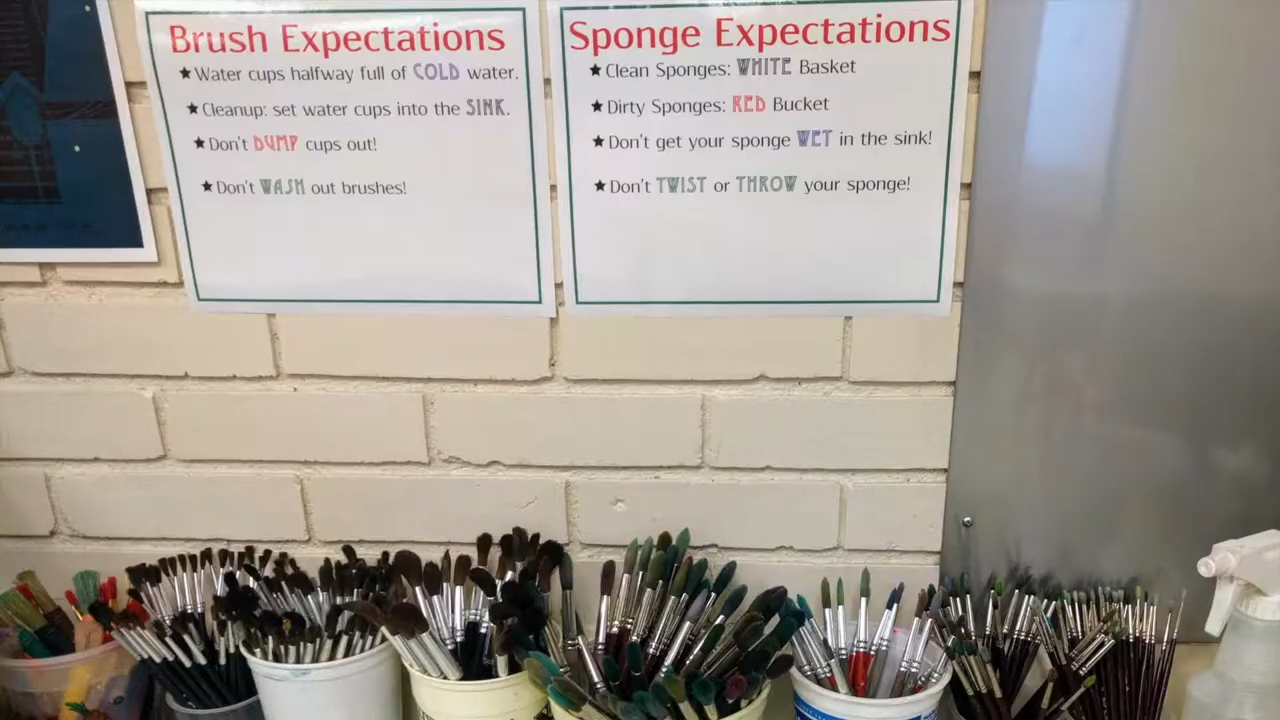 Brush Expectations
★Water cups halfway full of COLD water.
★Cleanup: set water cups into the SINK.
★Don't DUMP cups out!
★Don't WASH out brushes!
Sponge Expectations
★Clean Sponges: WHITE Basket
★Dirty Sponges: RED Bucket
★Don't get your sponge WET in the sink!
★Don't TWIST or THROW your sponge!